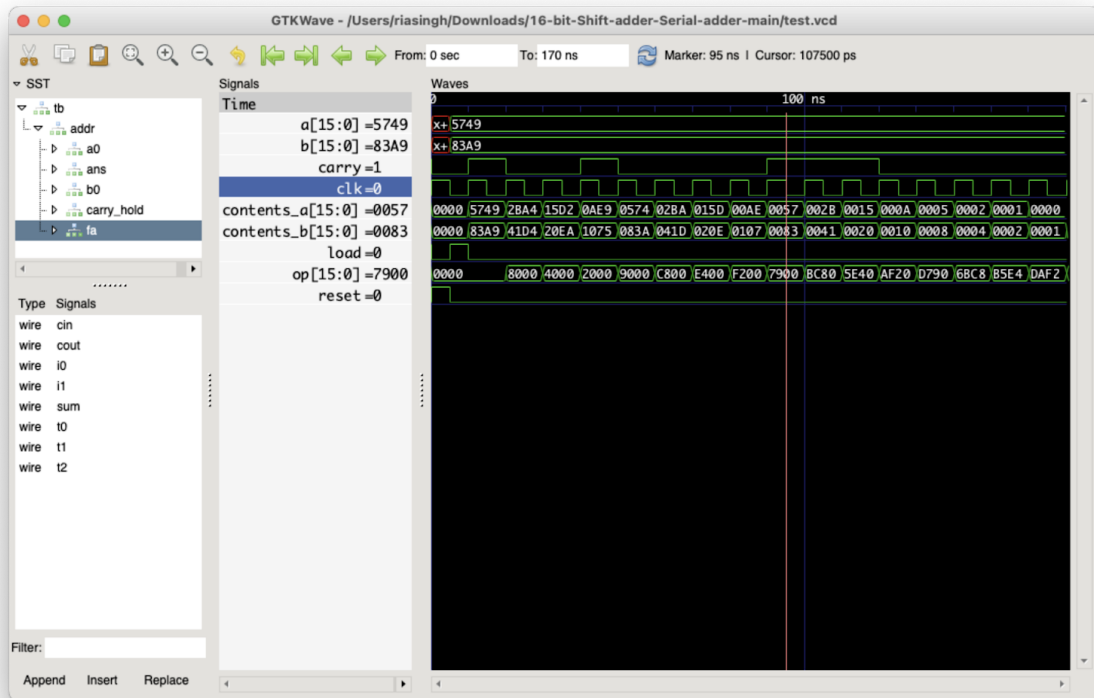 GTKWave - /Users/riasingh/Downloads/16-bit-Shift-adder-Serial-adder-main/test.vcd
From: 0 sec To: 170 ns Marker: 95 ns | Cursor: 107500 ps
SST
tb
addr
a0
ans
b0
carry_hold
fa
Type Signals
wire cin
wire cout
wire i0
wire i1
wire sum
wire t0
wire t1
wire t2
Filter:
Append Insert Replace
Signals
Time
a[15:0] =5749
b[15:0] =83A9
carry =1
clk =0
contents_a[15:0] =0057
contents_b[15:0] =0083
load =0
op[15:0] =7900
reset =0
Waves
0 100 ns
x+ 5749
x+ 83A9
0000 5749 2BA4 15D2 0AE9 0574 02BA 015D 00AE 0057 002B 0015 000A 0005 0002 0001 0000
0000 83A9 41D4 20EA 1075 083A 041D 020E 0107 0083 0041 0020 0010 0008 0004 0002 0001
0000 8000 4000 2000 9000 C800 E400 F200 7900 BC80 5E40 AF20 D790 6BC8 B5E4 DAF2